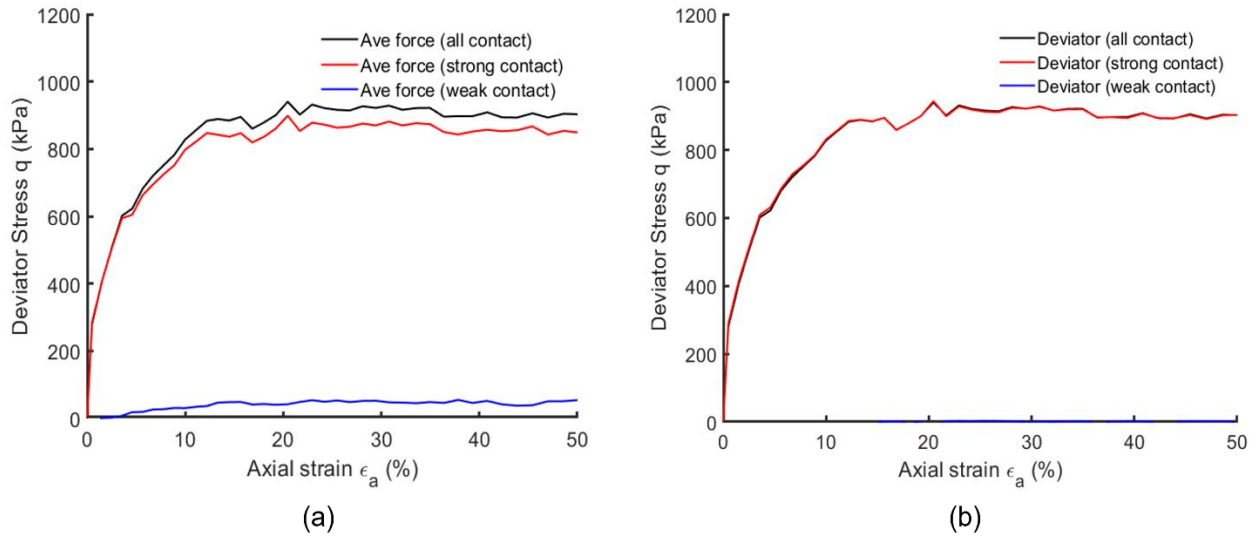 1200
1000
800
600
400
200
0
Deviator Stress q (kPa)
Ave force (all contact)
Ave force (strong contact)
Ave force (weak contact)
0 10 20 30 40 50
Axial strain ϵa (%)
(a)
1200
1000
800
600
400
200
0
Deviator Stress q (kPa)
Deviator (all contact)
Deviator (strong contact)
Deviator (weak contact)
0 10 20 30 40 50
Axial strain ϵa (%)
(b)